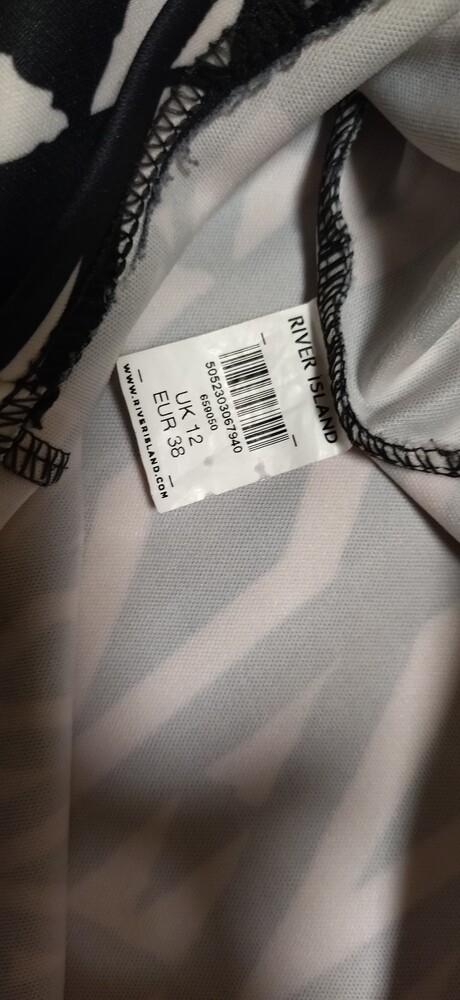 RIVER ISLAND
5052303067940
659050
UK 12
EUR 38
WWW.RIVERISLAND.COM